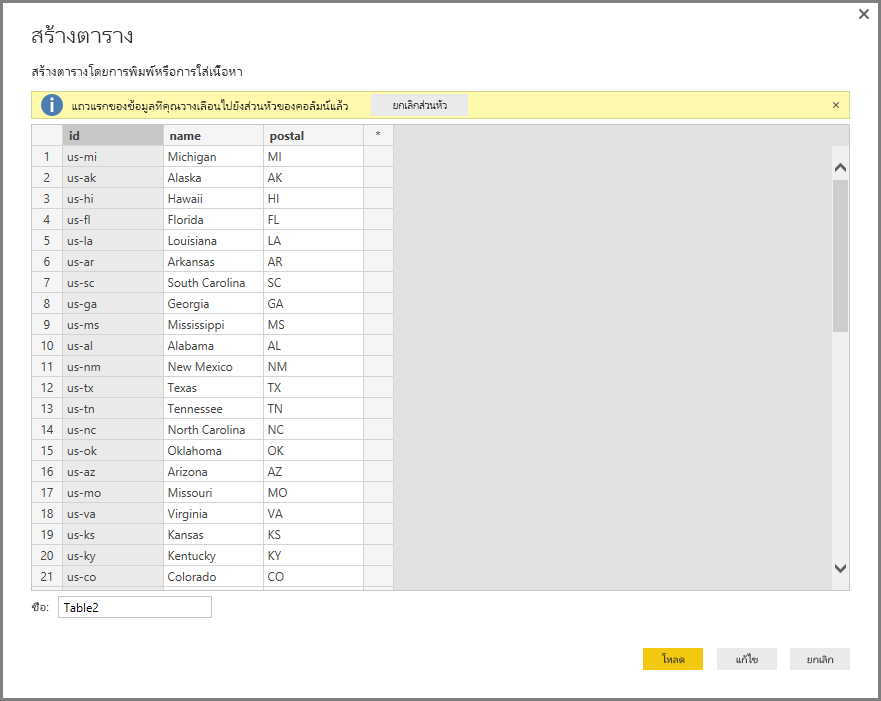 สร้างตาราง
สร้างตารางโดยการพิมพ์หรือการใส่เนื้อหา
แถวแรกของข้อมูลที่คุณวางเลื่อนไปยังส่วนหัวของคอลัมน์แล้ว ยกเลิกส่วนหัว
id name postal *
1 us-mi Michigan MI
2 us-ak Alaska AK
3 us-hi Hawaii HI
4 us-fl Florida FL
5 us-la Louisiana LA
6 us-ar Arkansas AR
7 us-sc South Carolina SC
8 us-ga Georgia GA
9 us-ms Mississippi MS
10 us-al Alabama AL
11 us-nm New Mexico NM
12 us-tx Texas TX
13 us-tn Tennessee TN
14 us-nc North Carolina NC
15 us-ok Oklahoma OK
16 us-az Arizona AZ
17 us-mo Missouri MO
18 us-va Virginia VA
19 us-ks Kansas KS
20 us-ky Kentucky KY
21 us-co Colorado CO
ชื่อ: Table2
โหลด แก้ไข ยกเลิก